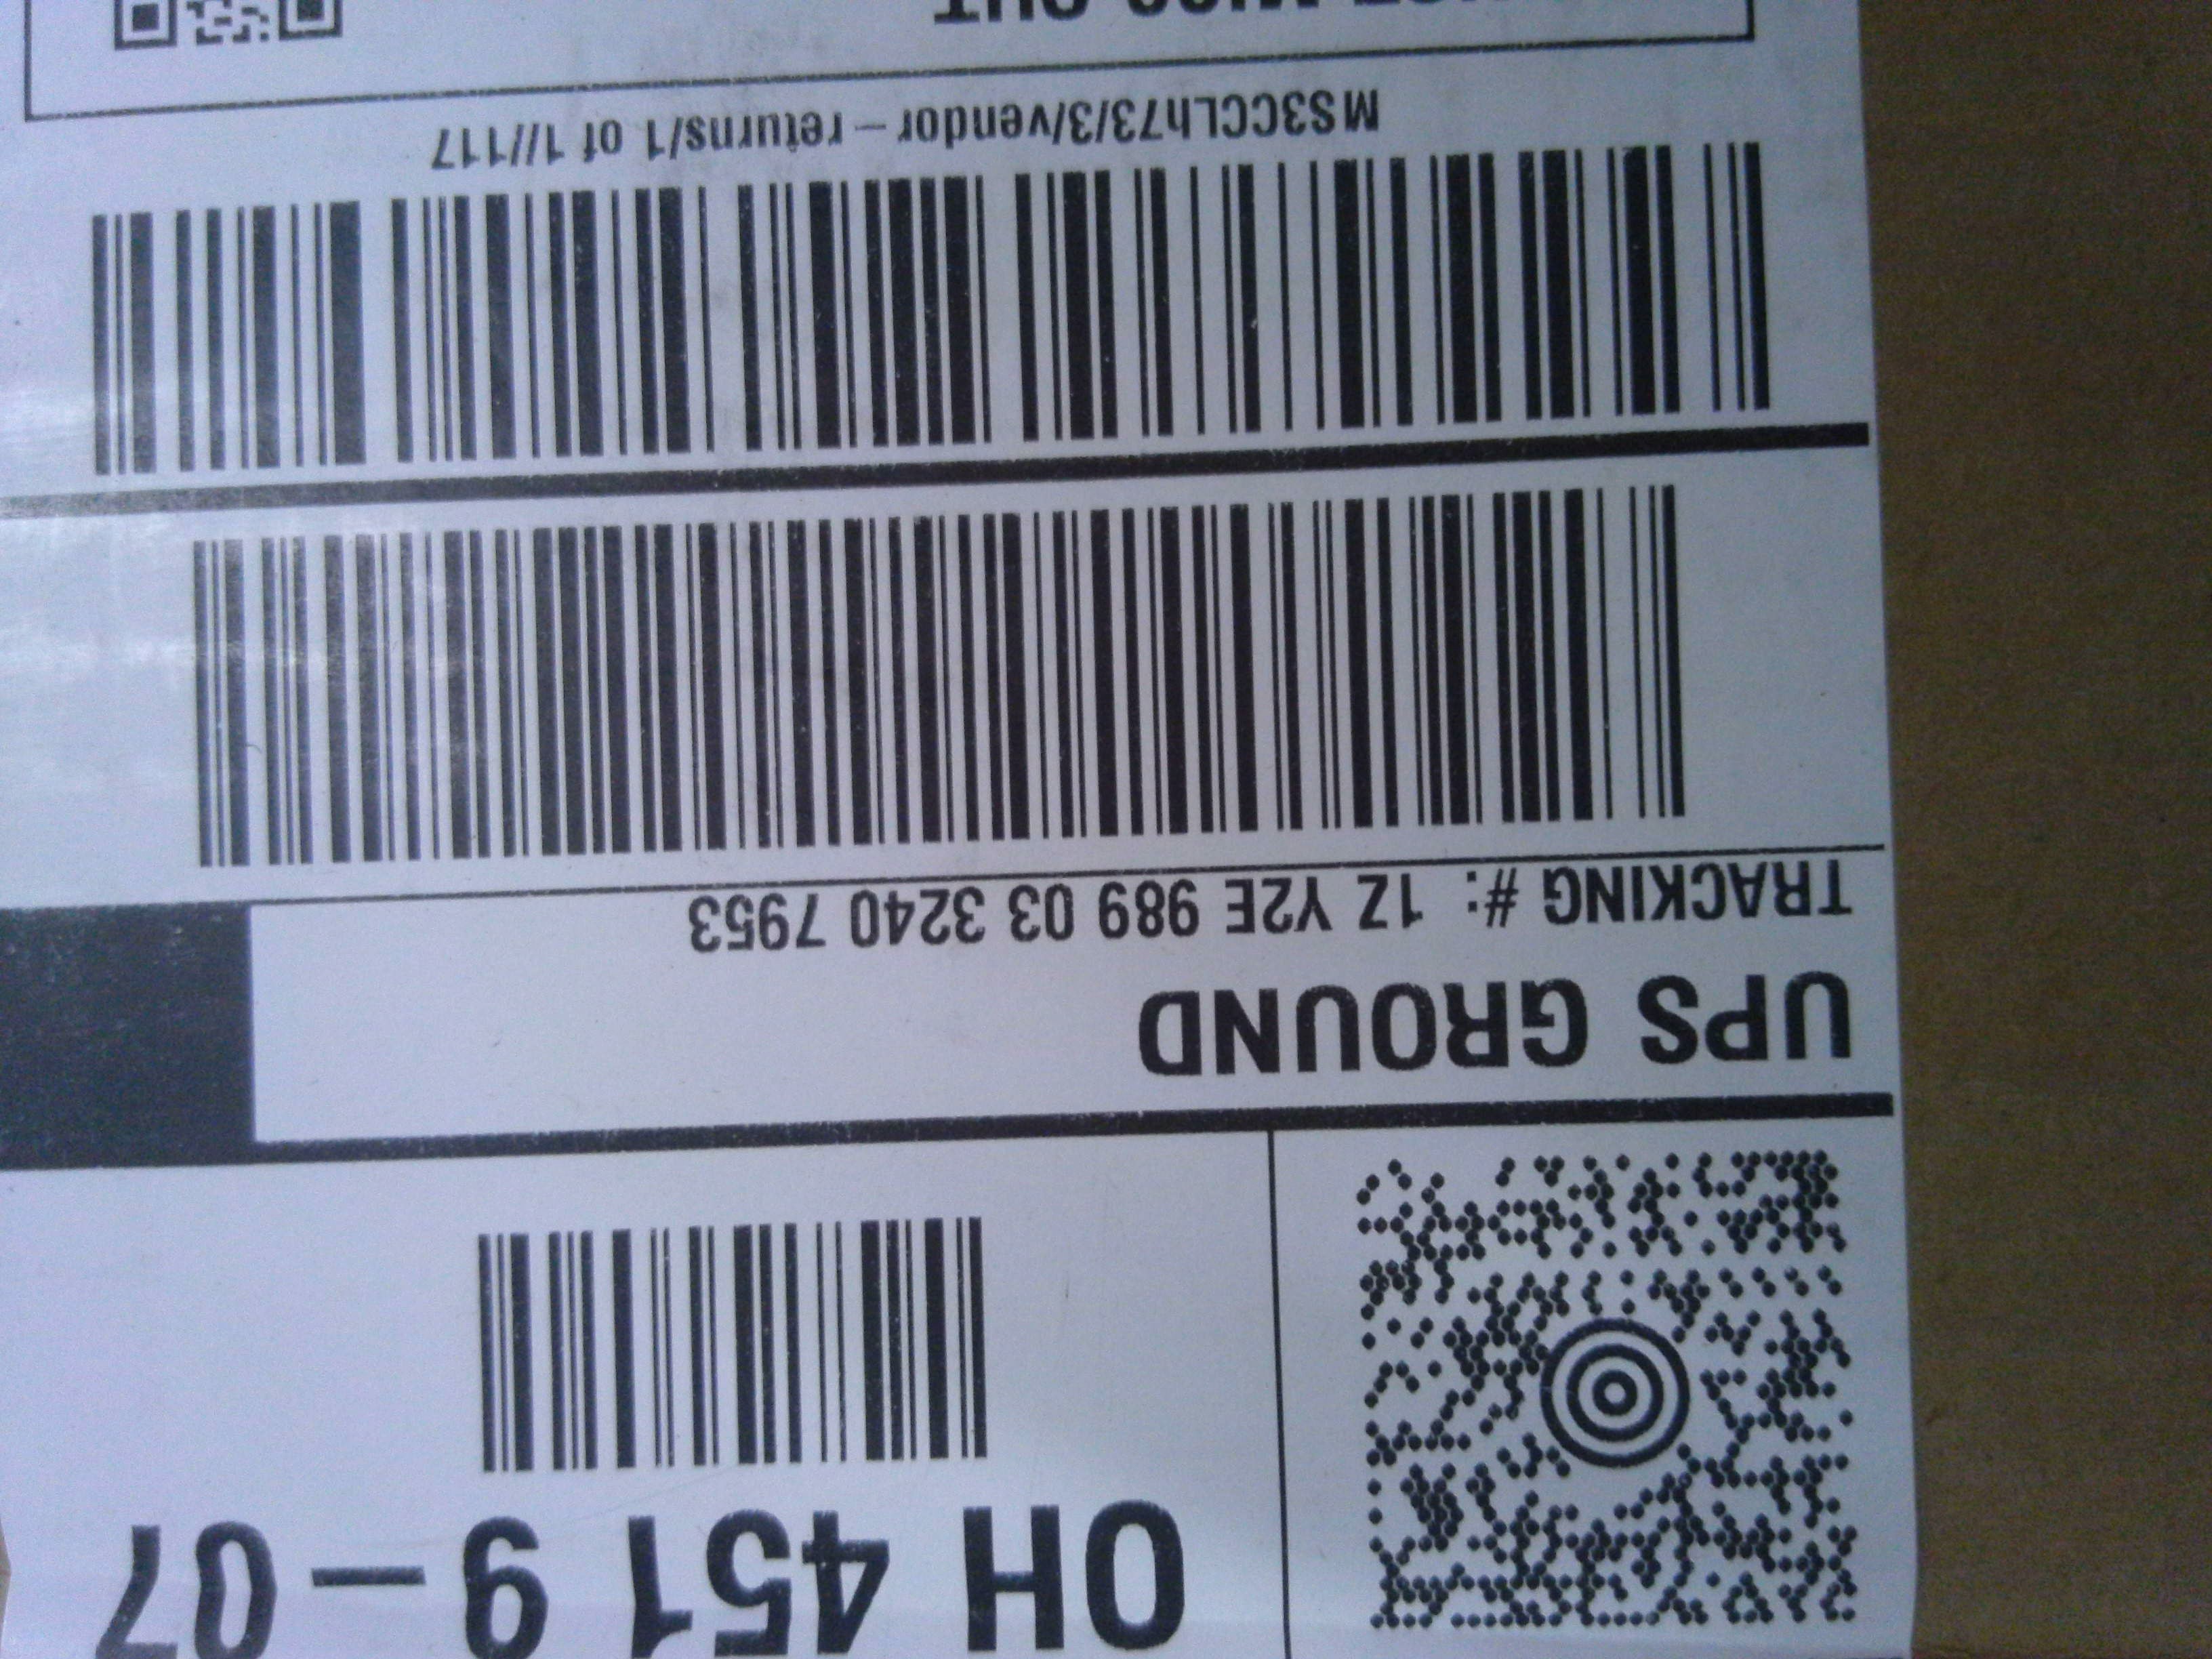 OH 451 9 – 07
UPS GROUND
TRACKING #: 1Z Y2E 989 03 3240 7953
MS3CCLh73/3/vendor – returns/1 of 1//117